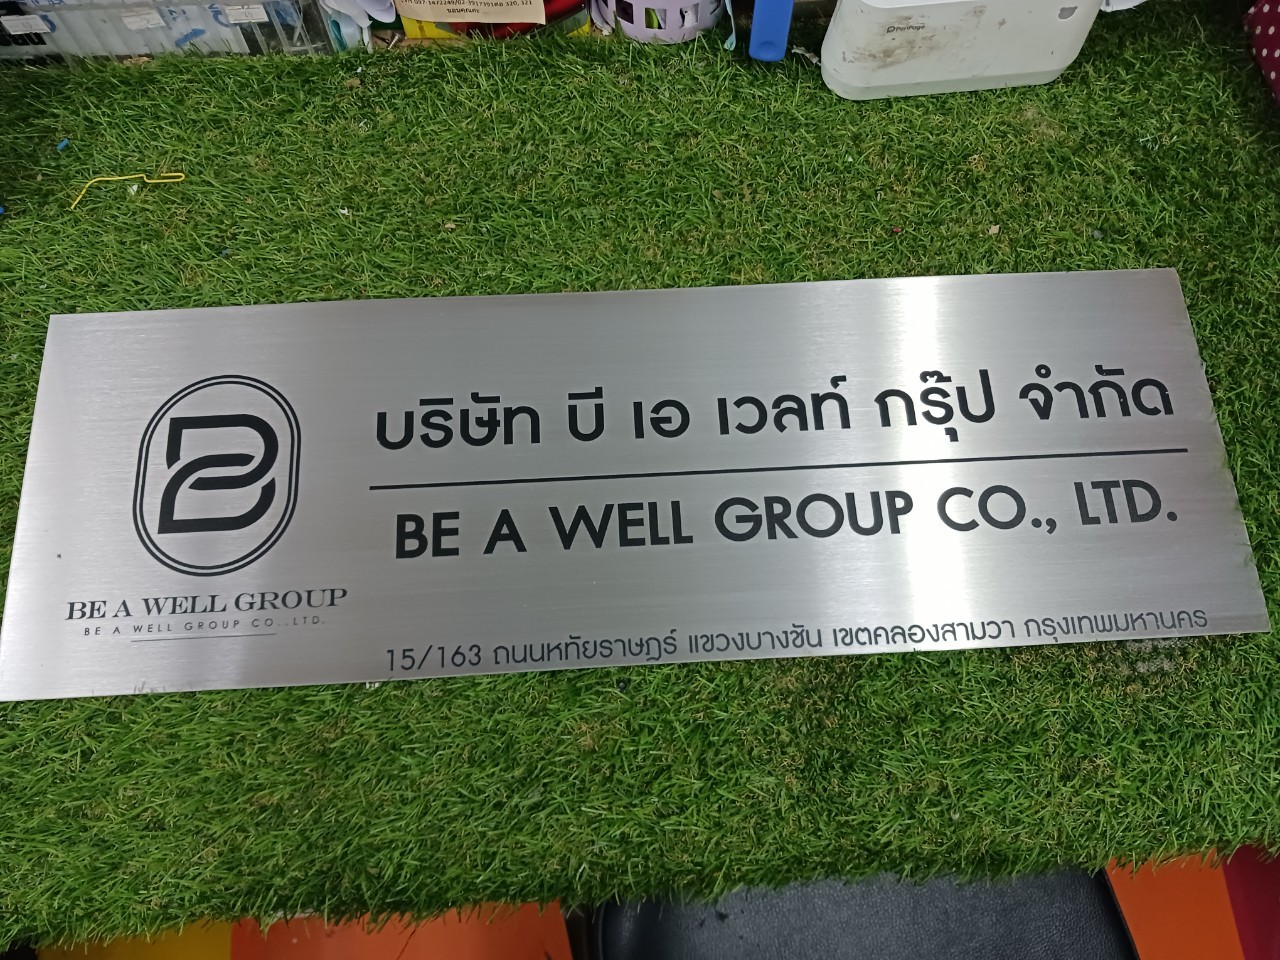 320, 321
PeriPage
บริษัท บี เอ เวลท์ กรุ๊ป จำกัด
BE A WELL GROUP CO., LTD.
BE A WELL GROUP
BE A WELL GROUP CO.,LTD.
15/163 ถนนหทัยราษฎร์ แขวงบางชัน เขตคลองสามวา กรุงเทพมหานคร